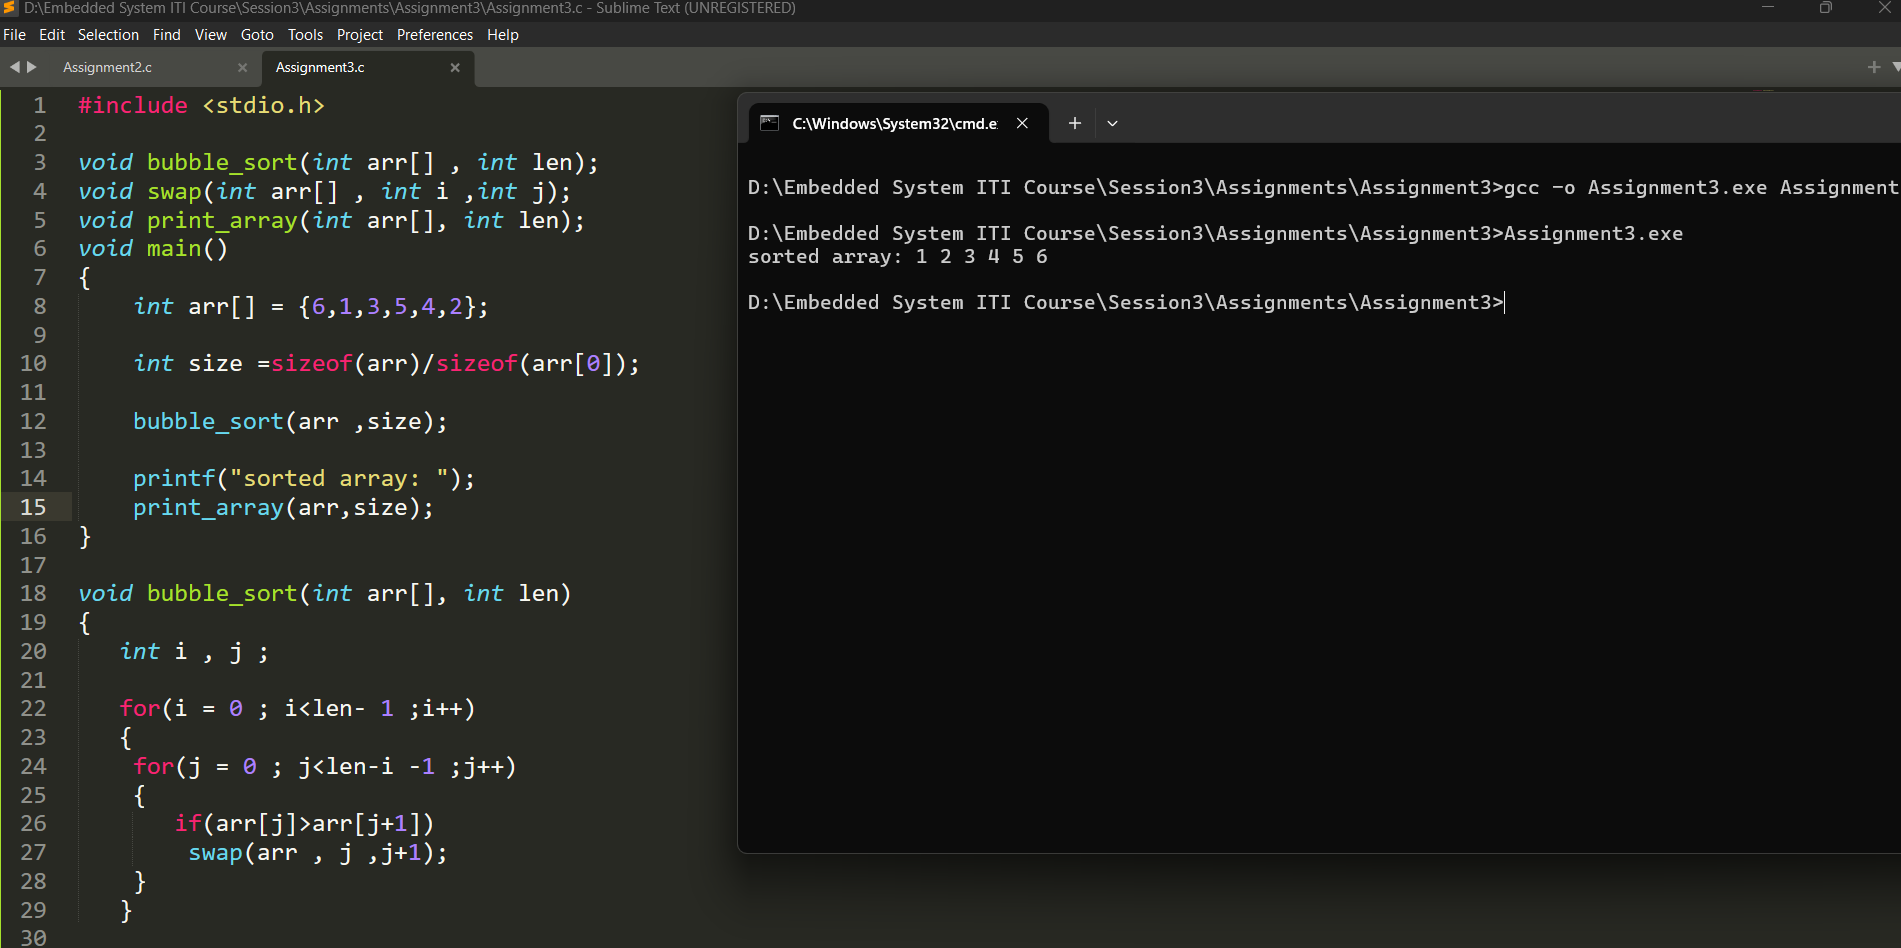 D:\Embedded System ITI Course\Session3\Assignments\Assignment3\Assignment3.c - Sublime Text (UNREGISTERED)
File Edit Selection Find View Goto Tools Project Preferences Help
Assignment2.c
Assignment3.c
1 #include <stdio.h>
2
3 void bubble_sort(int arr[] , int len);
4 void swap(int arr[] , int i ,int j);
5 void print_array(int arr[], int len);
6 void main()
7 {
8 int arr[] = {6,1,3,5,4,2};
9
10 int size =sizeof(arr)/sizeof(arr[0]);
11
12 bubble_sort(arr ,size);
13
14 printf("sorted array: ");
15 print_array(arr,size);
16 }
17
18 void bubble_sort(int arr[], int len)
19 {
20 int i , j ;
21
22 for(i = 0 ; i<len- 1 ;i++)
23 {
24 for(j = 0 ; j<len-i -1 ;j++)
25 {
26 if(arr[j]>arr[j+1])
27 swap(arr , j ,j+1);
28 }
29 }
30
C:\Windows\System32\cmd.e
D:\Embedded System ITI Course\Session3\Assignments\Assignment3>gcc -o Assignment3.exe Assignment
D:\Embedded System ITI Course\Session3\Assignments\Assignment3>Assignment3.exe
sorted array: 1 2 3 4 5 6
D:\Embedded System ITI Course\Session3\Assignments\Assignment3>